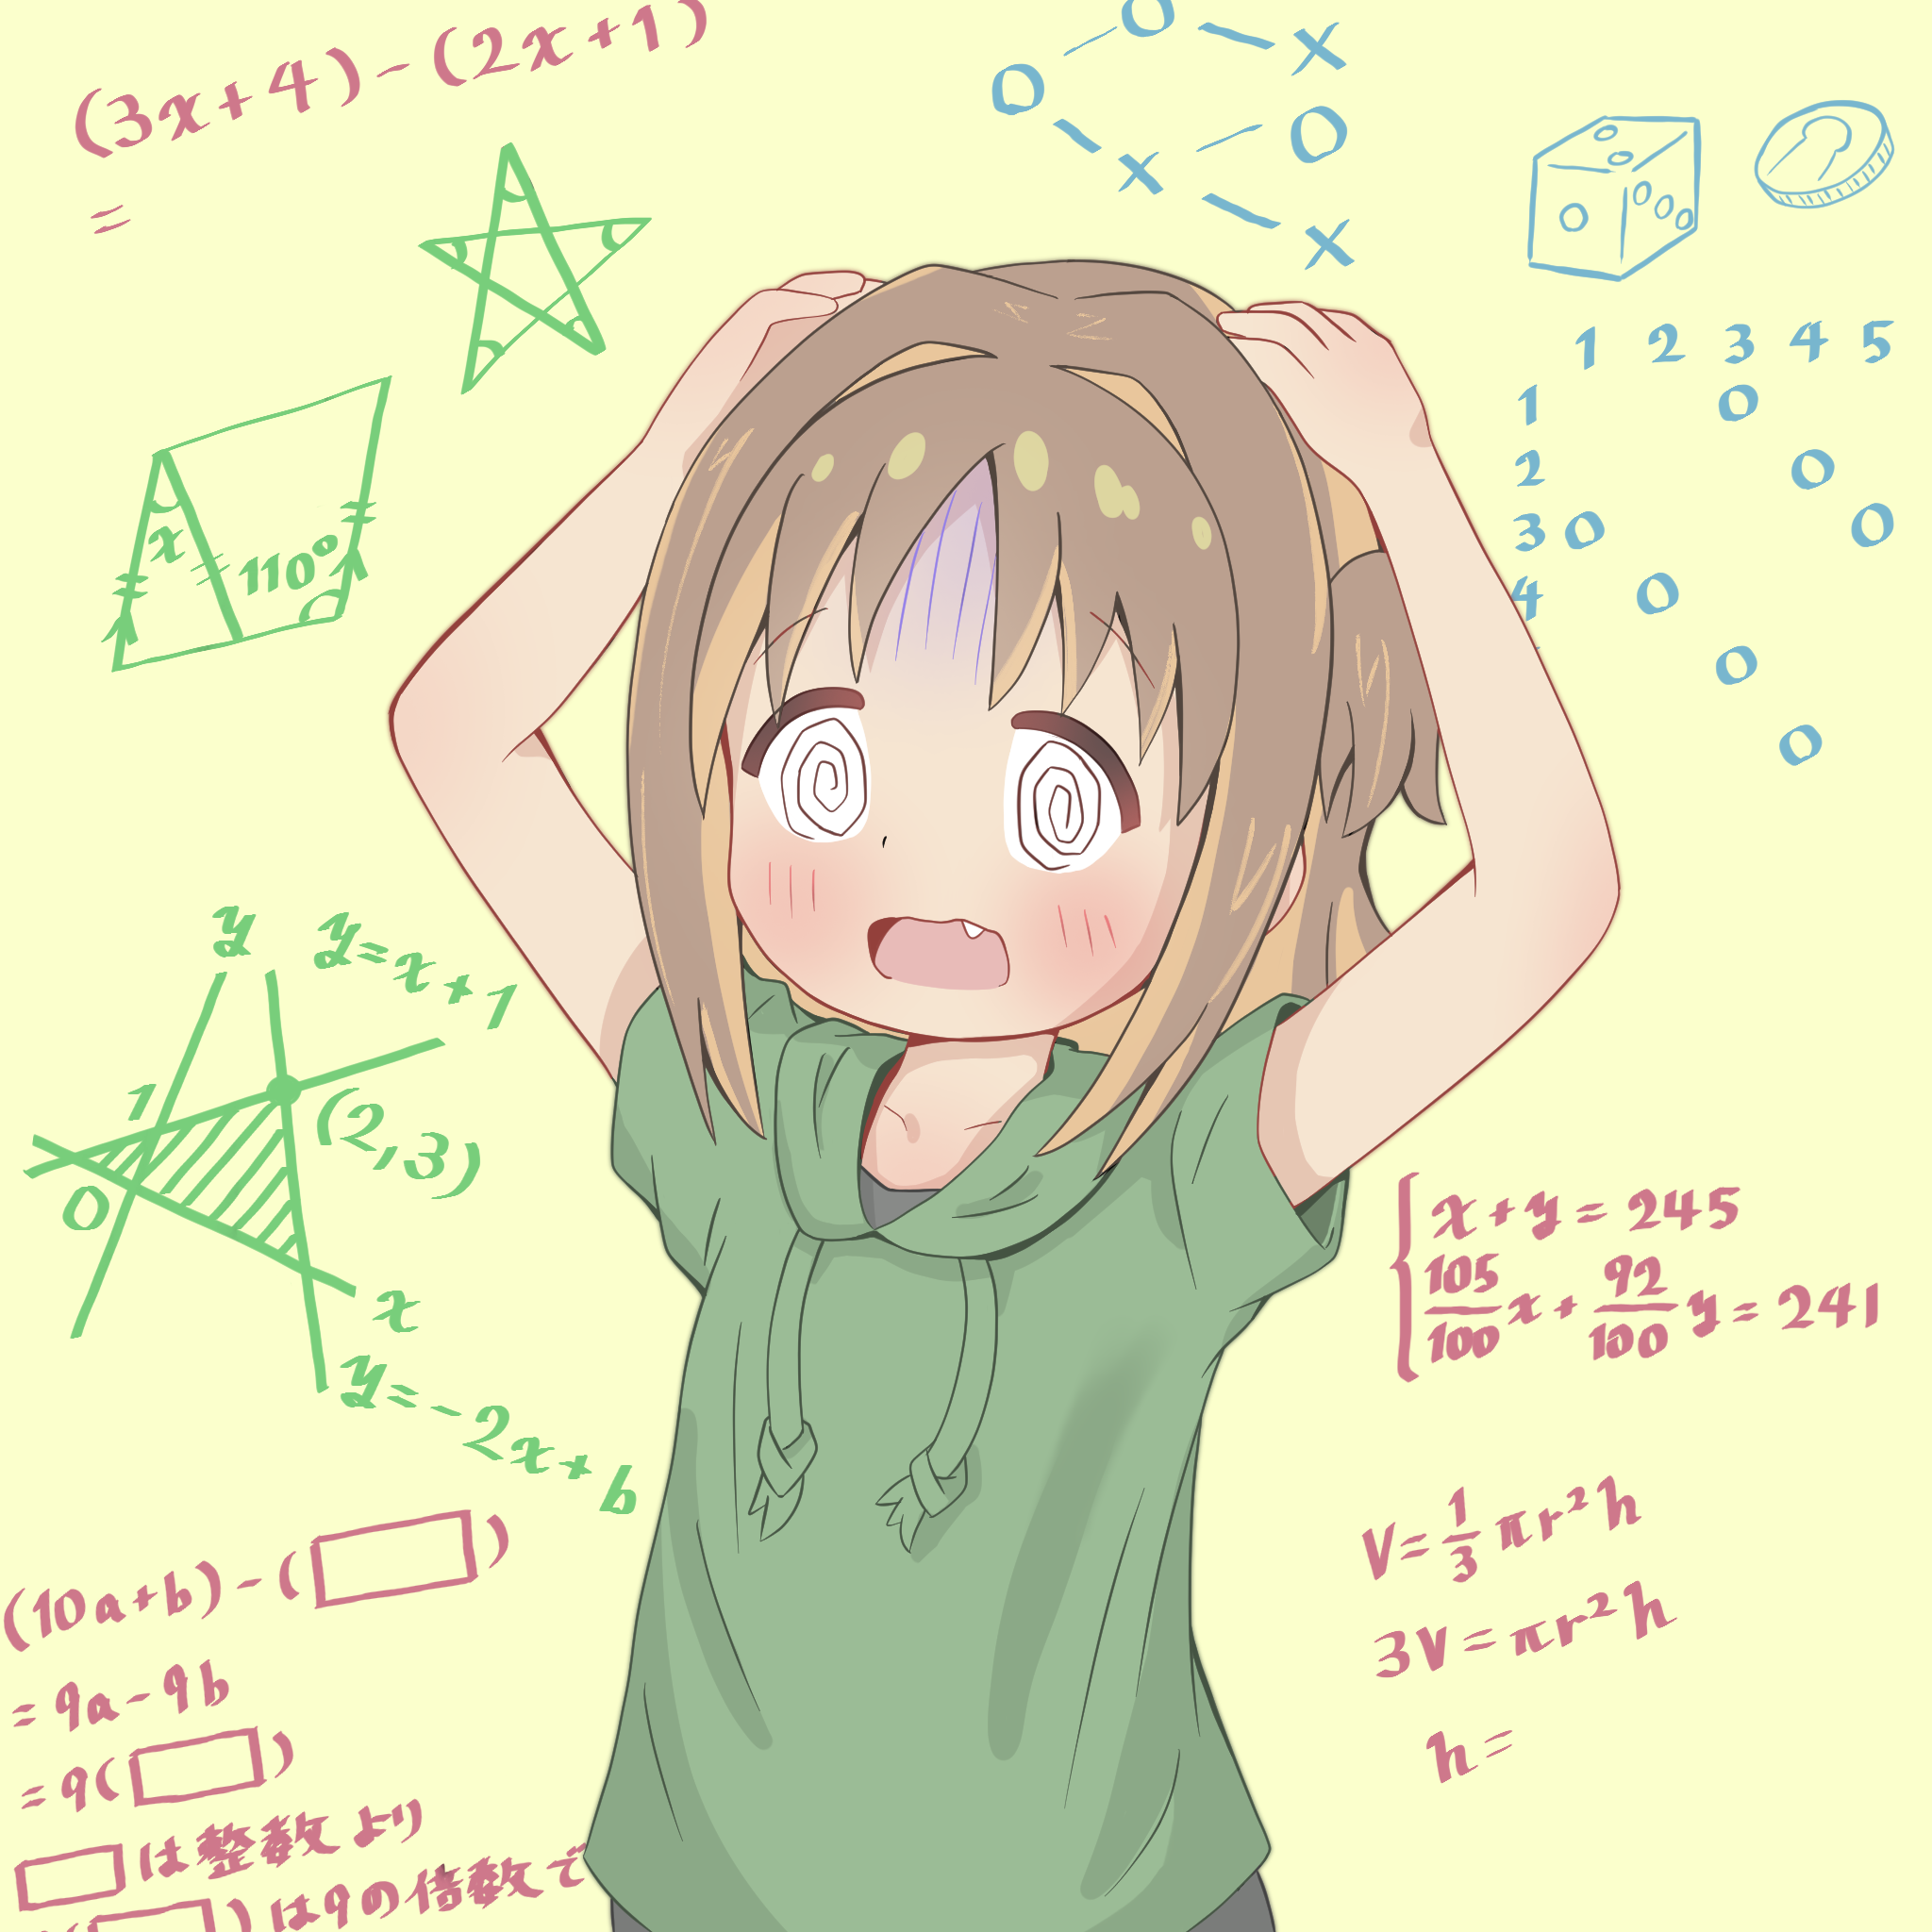 (3x+4)-(2x+1)
=
O X
O O
X X
1 2 3 4 5
1 O
2 O
3 O O
4 O
O
O
x 110°
y y=x+1
1
(2,3)
O
x
y=-2x+b
{x+y=245
105/100x+92/100y=241
V=1/3πr²h
3V=πr²h
h=
(10a+b)-(□)
=9a-9b
=9(□)
□は整数より
(□)は9の倍数で